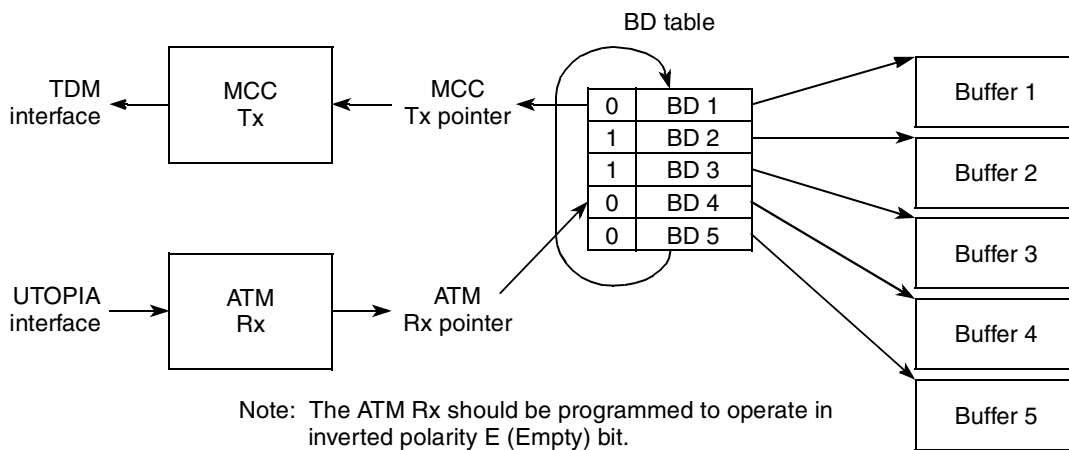 BD table
TDM
interface
MCC
Tx
MCC
Tx pointer
0 BD 1
1 BD 2
1 BD 3
0 BD 4
0 BD 5
Buffer 1
Buffer 2
Buffer 3
Buffer 4
Buffer 5
UTOPIA
interface
ATM
Rx
ATM
Rx pointer
Note: The ATM Rx should be programmed to operate in
inverted polarity E (Empty) bit.